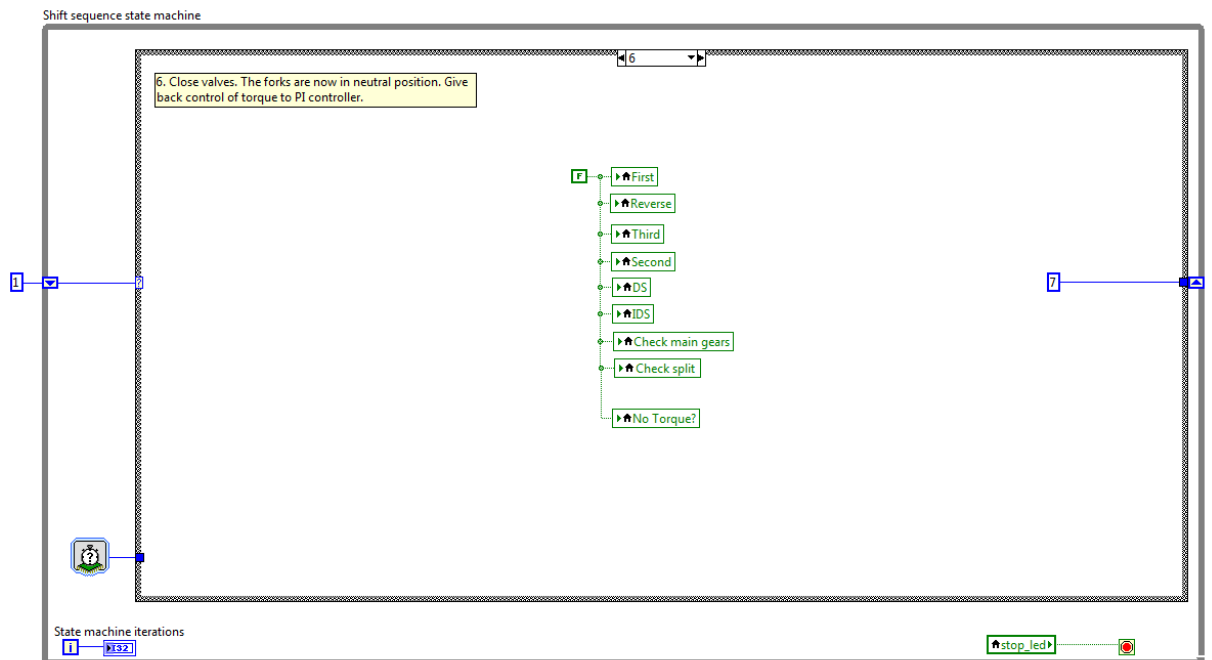 Shift sequence state machine
6
6. Close valves. The forks are now in neutral position. Give
back control of torque to PI controller.
F
First
Reverse
Third
Second
1
?
DS
7
IDS
Check main gears
Check split
No Torque?
?
State machine iterations
i
I32
stop_led